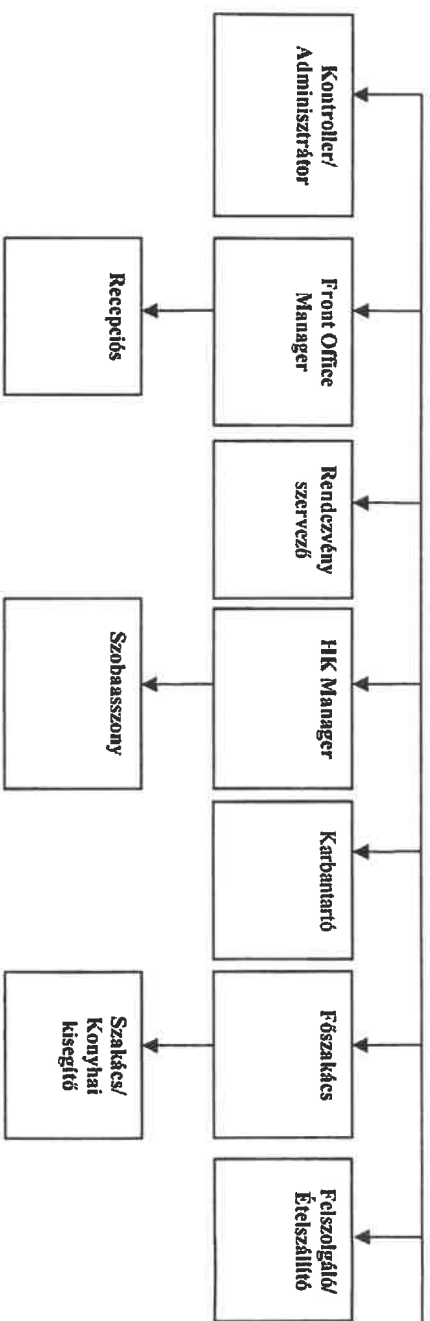 Kontroller/
Adminisztrátor
Front Office
Manager
Rendezvény
szervező
HK Manager
Karbantartó
Főszakács
Felszolgáló/
Ételszállító
Recepciós
Szobaasszony
Szakács/
Konyhai
kisegítő